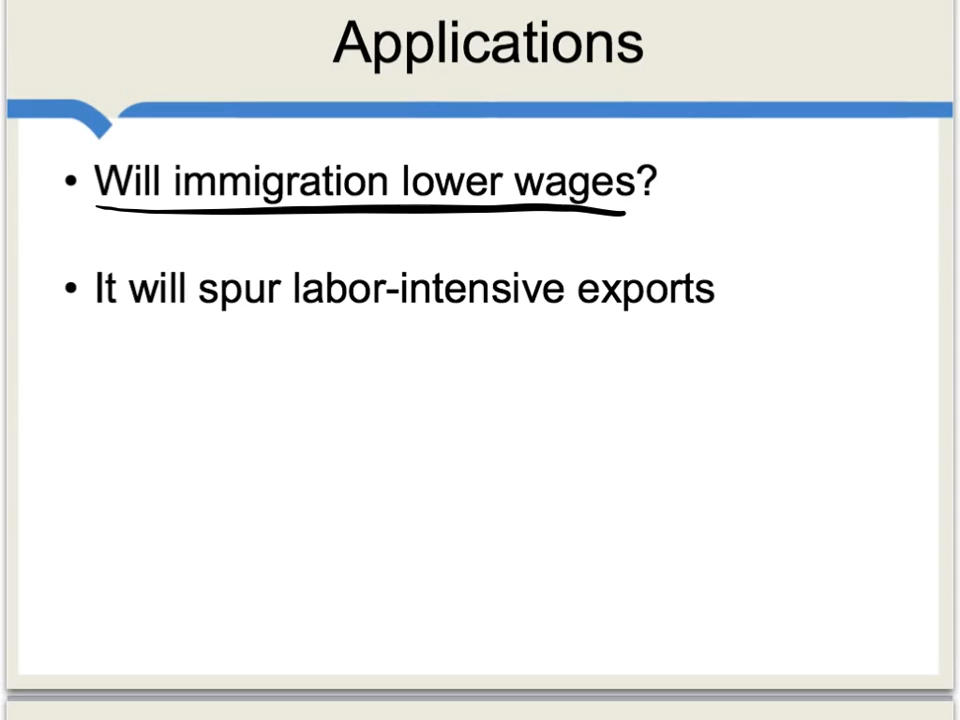 Applications
• Will immigration lower wages?
• It will spur labor-intensive exports